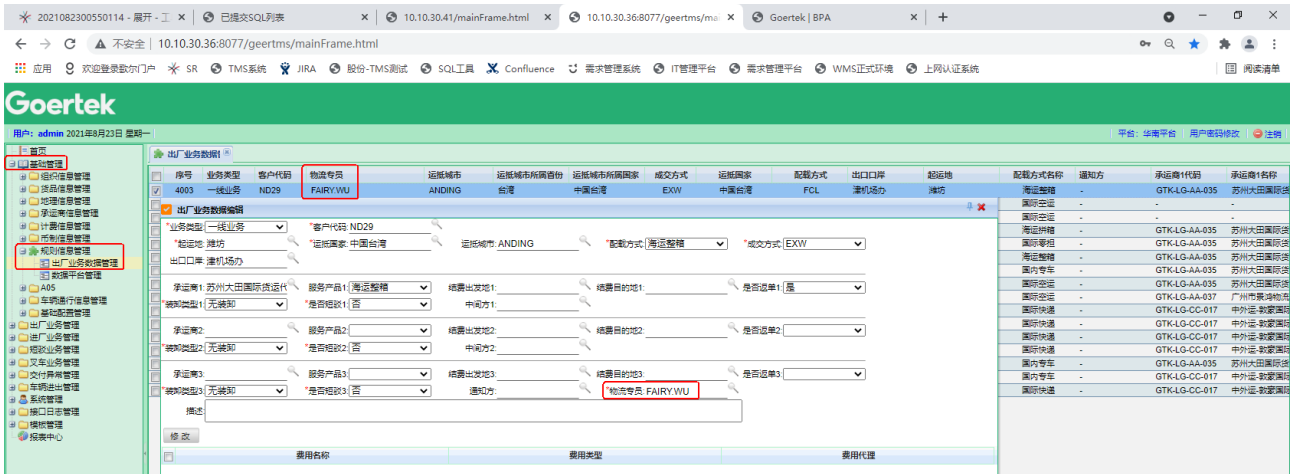 2021082300550114 - 展开 - 工
已提交SQL列表
10.10.30.41/mainFrame.html
10.10.30.36:8077/geertms/mai
Goertek | BPA
不安全 | 10.10.30.36:8077/geertms/mainFrame.html
应用 欢迎登录歌尔门户 SR TMS系统 JIRA 股份-TMS测试 SQL工具 Confluence 需求管理系统 IT管理平台 需求管理平台 WMS正式环境 上网认证系统 阅读清单
Goertek
用户: admin 2021年8月23日 星期一
平台: 华南平台 用户密码修改 注销
首页
基础管理
组织信息管理
货品信息管理
地理信息管理
承运商信息管理
计费信息管理
币制信息管理
规则信息管理
出厂业务数据管理
数据平台管理
A05
车辆通行信息管理
基础配置管理
出厂业务管理
进厂业务管理
短驳业务管理
叉车业务管理
交付异常管理
车辆进出管理
系统管理
接口日志管理
模板管理
报表中心
出厂业务数据管
序号 业务类型 客户代码 物流专员 运抵城市 运抵城市所属省份 运抵城市所属国家 成交方式 运抵国家 配载方式 出口口岸 起运地 配载方式名称 通知方 承运商1代码 承运商1名称
4003 一线业务 ND29 FAIRY.WU ANDING 台湾 中国台湾 EXW 中国台湾 FCL 津机场办 潍坊 海运整箱 - GTK-LG-AA-035 苏州大田国际货
出厂业务数据编辑
*业务类型: 一线业务 *客户代码: ND29
*起运地: 潍坊 *运抵国家: 中国台湾 运抵城市: ANDING *配载方式: 海运整箱 *成交方式: EXW
出口口岸: 津机场办
承运商1: 苏州大田国际货运代 服务产品1: 海运整箱 结费出发地1: 结费目的地1: 是否返单1: 是
*装卸类型1: 无装卸 *是否短驳1: 否 中间方1:
承运商2: 服务产品2: 结费出发地2: 结费目的地2: 是否返单2:
*装卸类型2: 无装卸 *是否短驳2: 否 中间方2:
承运商3: 服务产品3: 结费出发地3: 结费目的地3: 是否返单3:
*装卸类型3: 无装卸 *是否短驳3: 否 通知方: *物流专员: FAIRY.WU
描述:
修 改
费用名称 费用类型 费用代理
国际空运 - - -
国际空运 - - -
海运拼箱 - GTK-LG-AA-035 苏州大田国际货
国际零担 - GTK-LG-AA-035 苏州大田国际货
海运整箱 - GTK-LG-AA-035 苏州大田国际货
国内专车 - GTK-LG-AA-035 苏州大田国际货
国际空运 - GTK-LG-AA-035 苏州大田国际货
国际空运 - GTK-LG-AA-037 广州市景鸿物流
国际快递 - GTK-LG-CC-017 中外运-敦豪国际
国际快递 - GTK-LG-CC-017 中外运-敦豪国际
国际快递 - GTK-LG-CC-017 中外运-敦豪国际
国际快递 - GTK-LG-CC-017 中外运-敦豪国际
国内专车 - GTK-LG-AA-035 苏州大田国际货
国内专车 - GTK-LG-CC-017 中外运-敦豪国际
国际快递 - GTK-LG-CC-017 中外运-敦豪国际